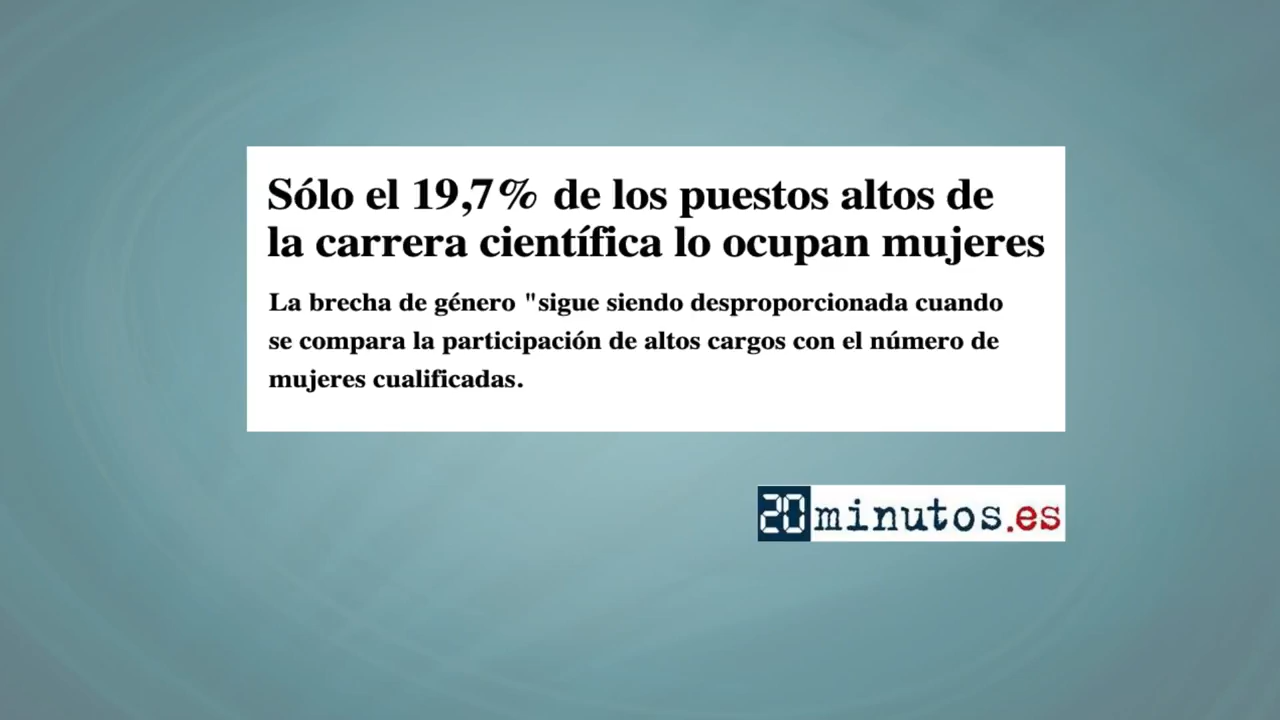 Sólo el 19,7% de los puestos altos de
la carrera científica lo ocupan mujeres
La brecha de género "sigue siendo desproporcionada cuando
se compara la participación de altos cargos con el número de
mujeres cualificadas.
20minutos.es